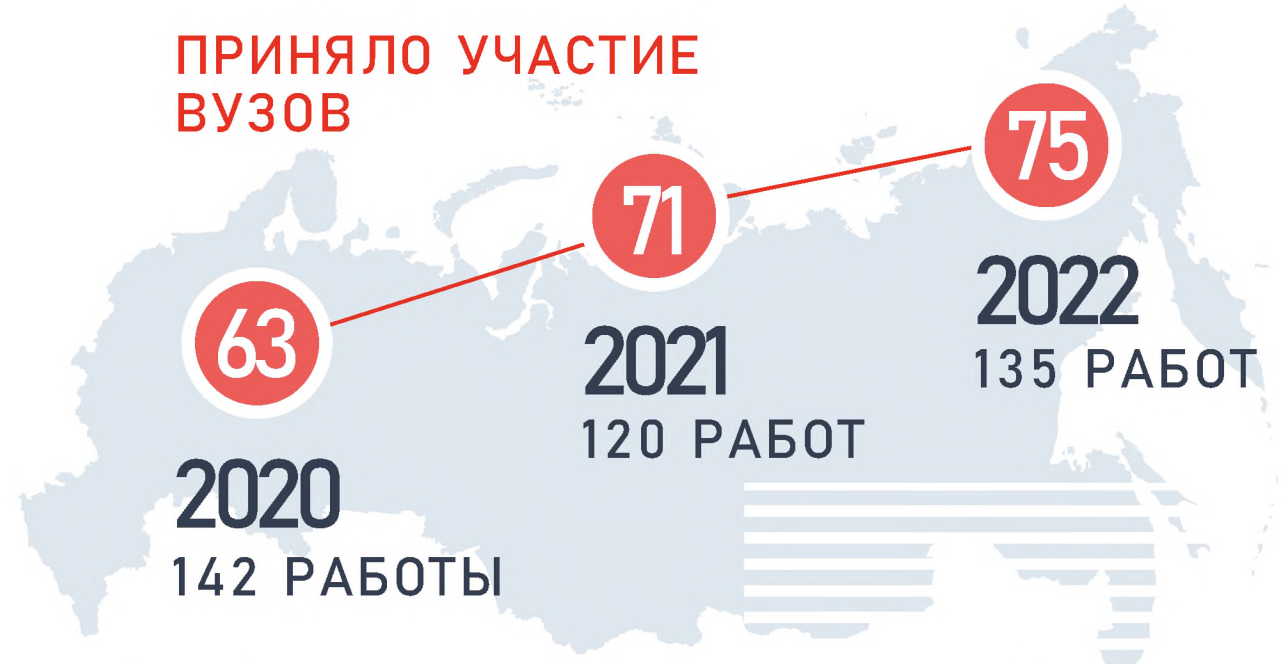 ПРИНЯЛО УЧАСТИЕ
ВУЗОВ
63
2020
142 РАБОТЫ
71
2021
120 РАБОТ
75
2022
135 РАБОТ